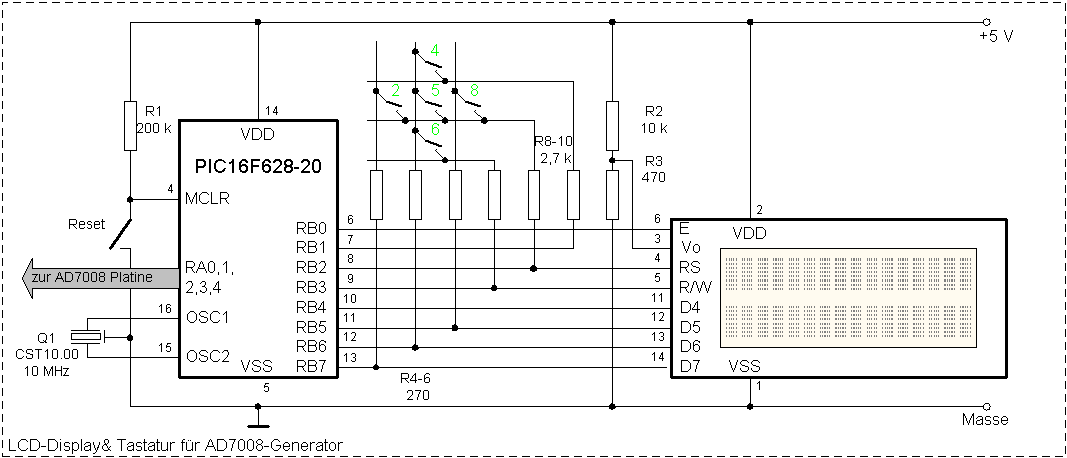 +5 V
4
2
5
8
6
R1
200 k
14
VDD
PIC16F628-20
R8-10
2,7 k
R2
10 k
R3
470
4
MCLR
Reset
RB0
6
RB1
7
RB2
8
RB3
9
RB4
10
RB5
11
RB6
12
RB7
13
zur AD7008 Platine
RA0,1,
2,3,4
16
OSC1
15
OSC2
Q1
CST10.00
10 MHz
VSS
5
R4-6
270
2
VDD
6
E
3
Vo
4
RS
5
R/W
11
D4
12
D5
13
D6
14
D7
VSS
1
Masse
LCD-Display& Tastatur für AD7008-Generator